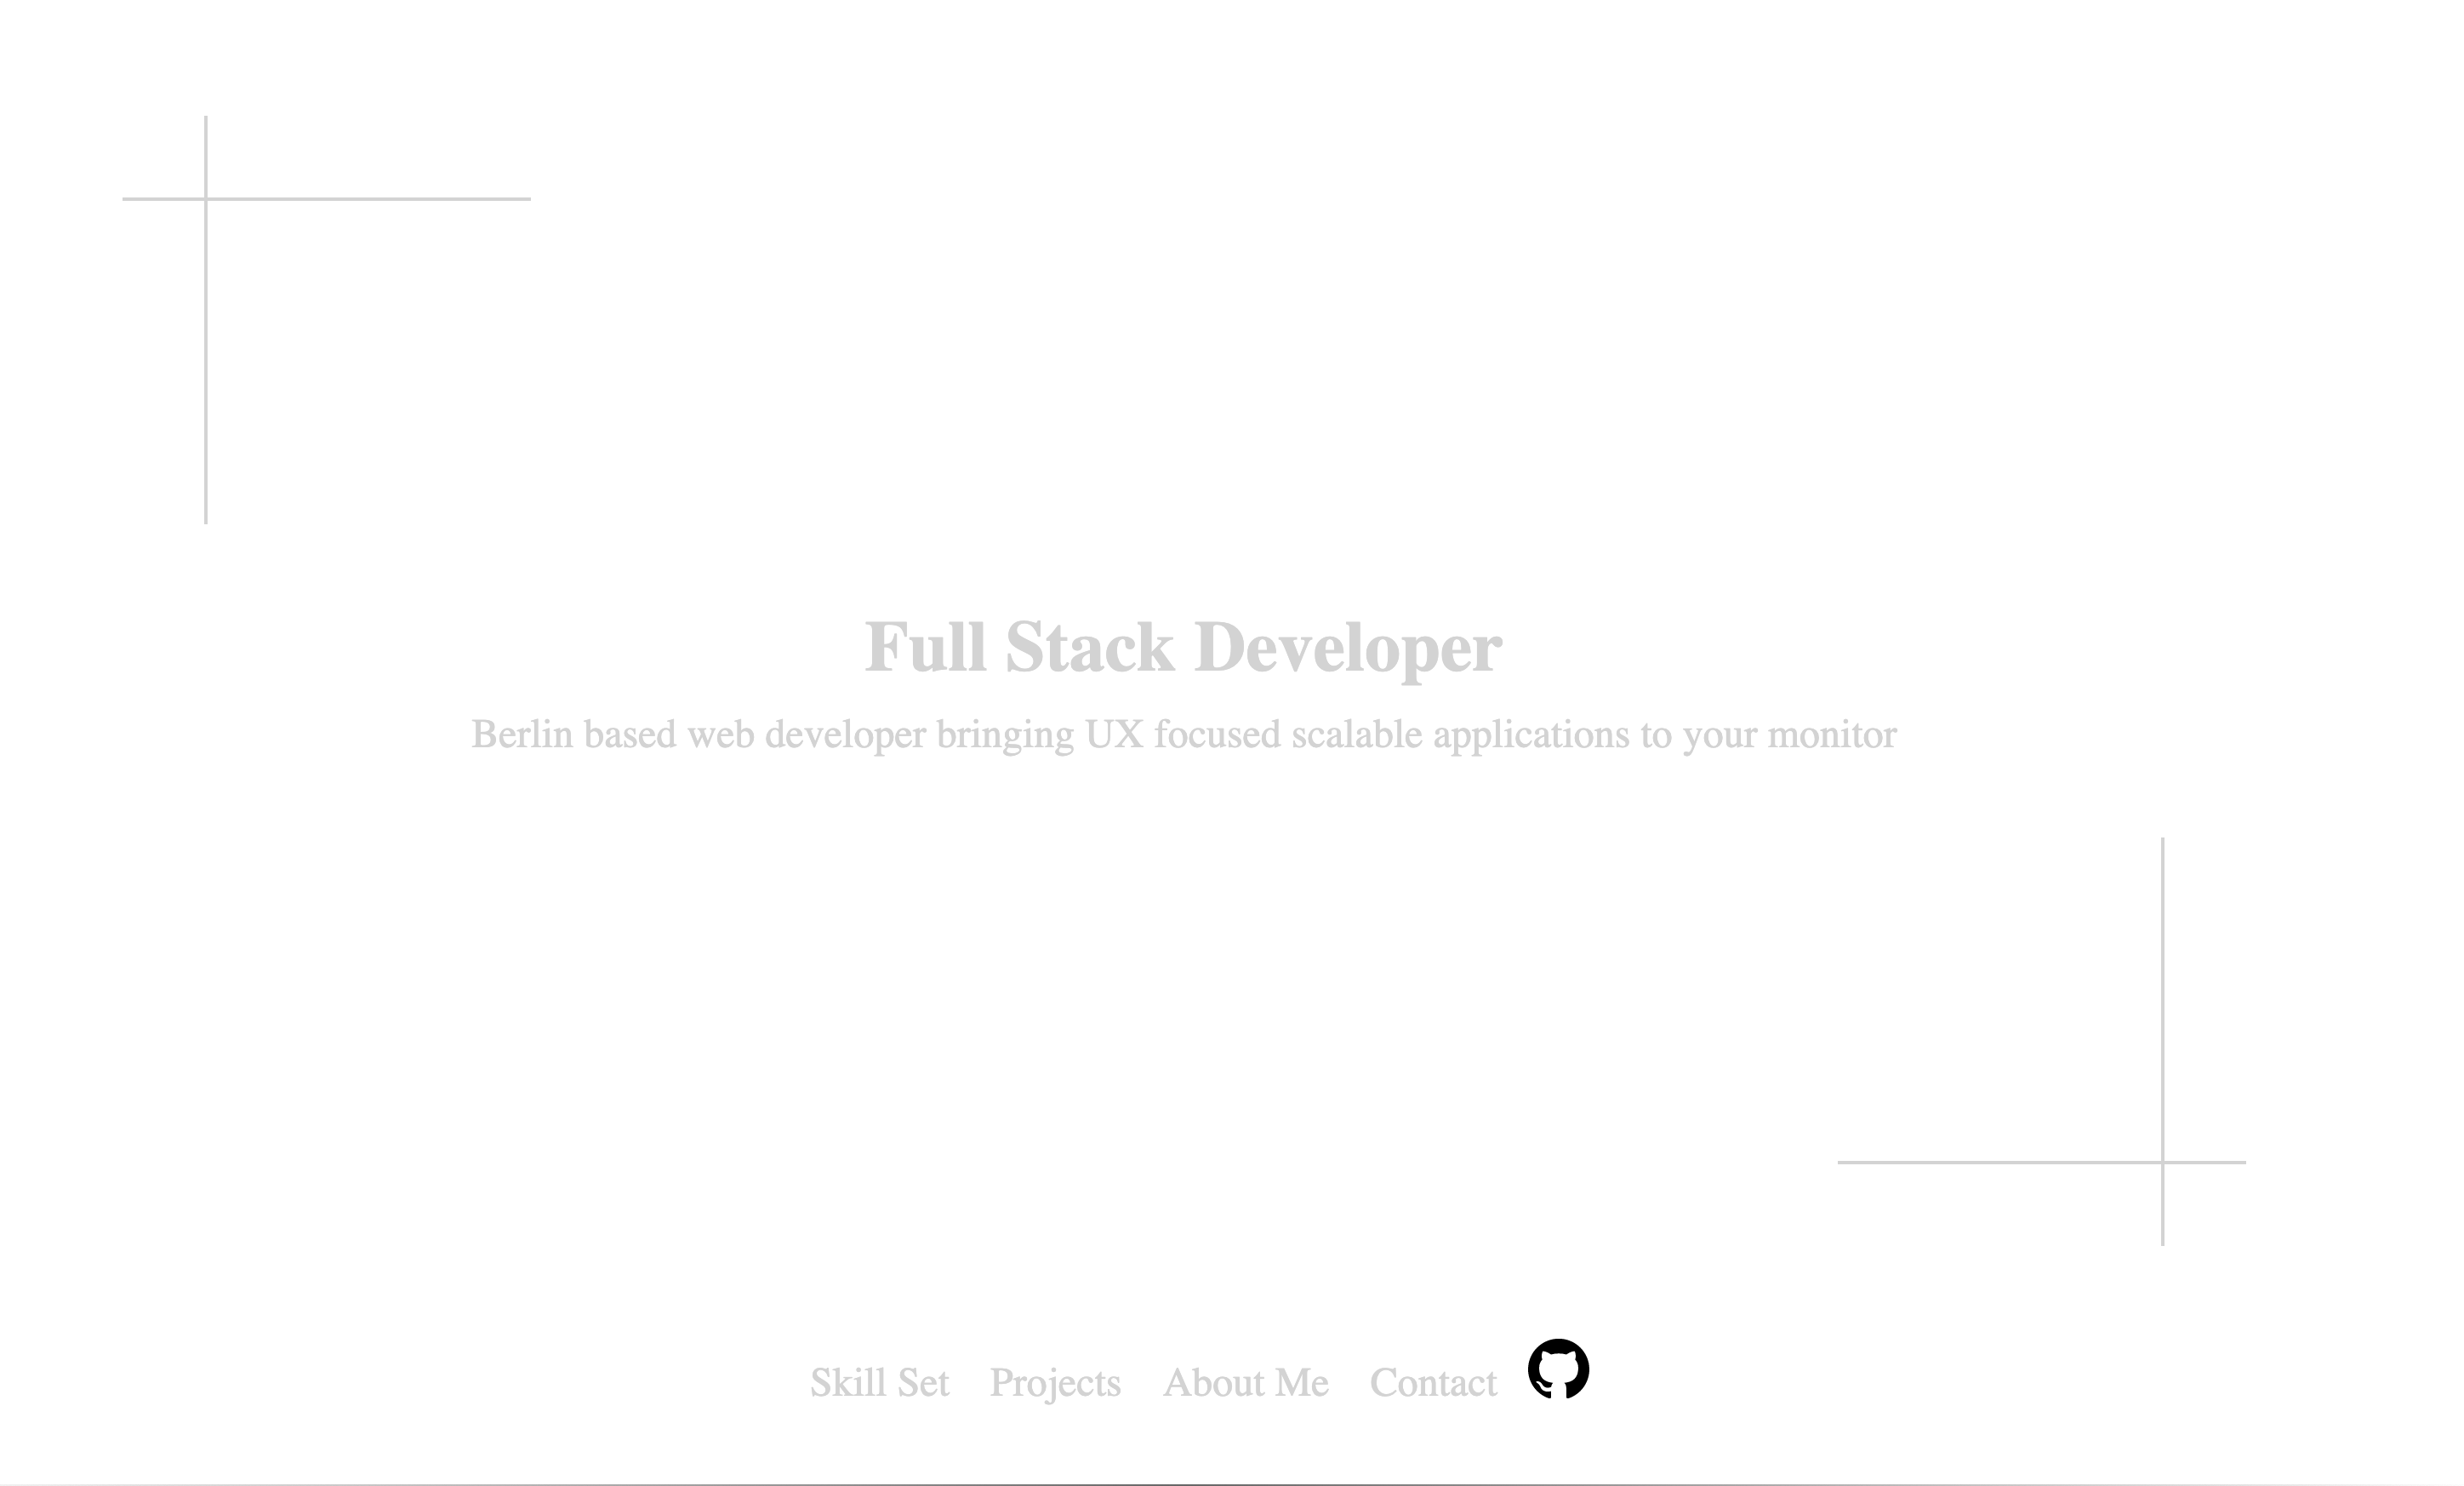 Full Stack Developer
Berlin based web developer bringing UX focused scalable applications to your monitor
Skill Set Projects About Me Contact